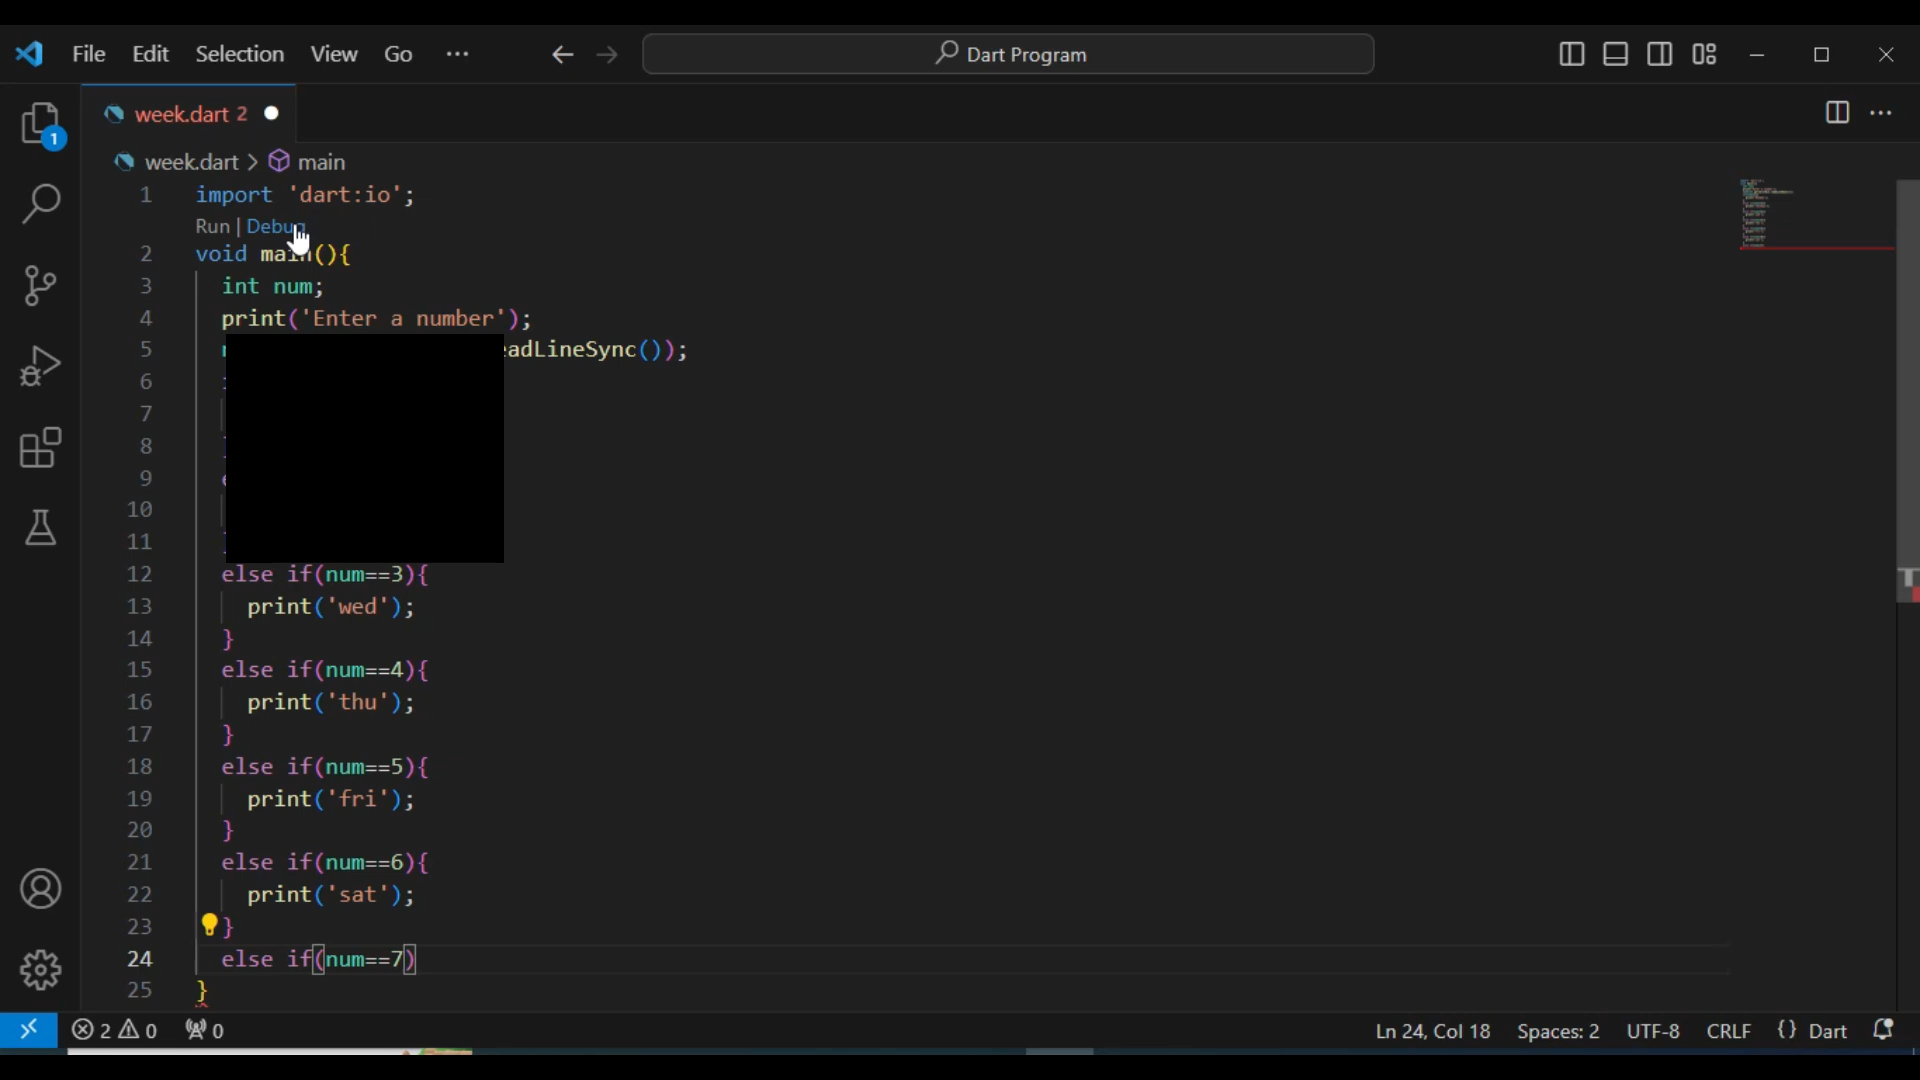 File Edit Selection View Go ··· Dart Program
week.dart 2
1
week.dart > main
1 import 'dart:io';
Run | Debug
2 void main(){
3 int num;
4 print('Enter a number');
5 eadLineSync());
6
7
8
9
10
11
12 else if(num==3){
13 print('wed');
14 }
15 else if(num==4){
16 print('thu');
17 }
18 else if(num==5){
19 print('fri');
20 }
21 else if(num==6){
22 print('sat');
23 }
24 else if(num==7)
25 }
2 0 0 Ln 24, Col 18 Spaces: 2 UTF-8 CRLF {} Dart